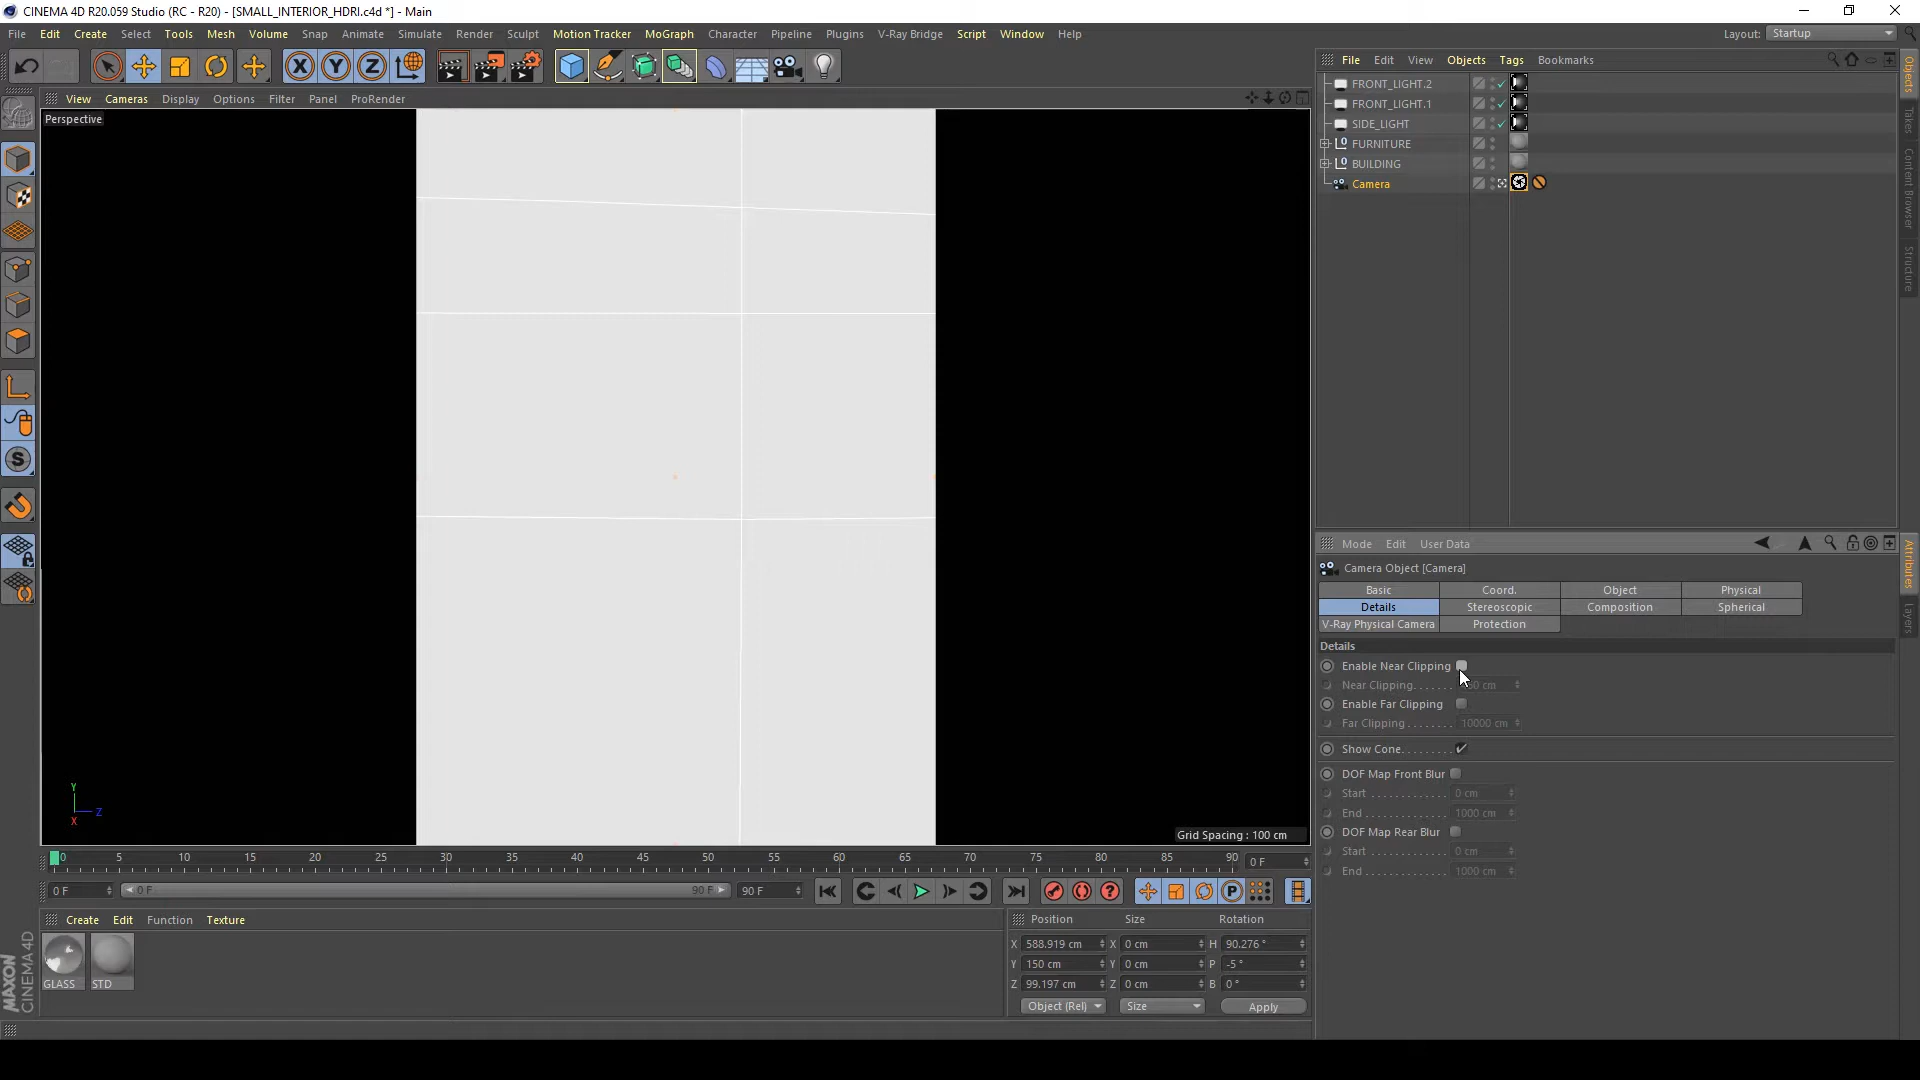 CINEMA 4D R20.059 Studio (RC - R20) - [SMALL_INTERIOR_HDRI.c4d *] - Main
File Edit Create Select Tools Mesh Volume Snap Animate Simulate Render Sculpt Motion Tracker MoGraph Character Pipeline Plugins V-Ray Bridge Script Window Help Layout: Startup
View Cameras Display Options Filter Panel ProRender
Perspective
Y
Z
X
Grid Spacing : 100 cm
0 5 10 15 20 25 30 35 40 45 50 55 60 65 70 75 80 85 90 0 F
0 F 0 F 90 F 90 F
Create Edit Function Texture
GLASS STD
MAXON
CINEMA 4D
Position Size Rotation
X 588.919 cm X 0 cm H 90.276 °
Y 150 cm Y 0 cm P -5 °
Z 99.197 cm Z 0 cm B 0 °
Object (Rel) Size Apply
File Edit View Objects Tags Bookmarks
FRONT_LIGHT.2
FRONT_LIGHT.1
SIDE_LIGHT
FURNITURE
BUILDING
Camera
Objects
Takes
Content Browser
Structure
Mode Edit User Data
Camera Object [Camera]
Basic Coord. Object Physical
Details Stereoscopic Composition Spherical
V-Ray Physical Camera Protection
Details
Enable Near Clipping
Near Clipping
Enable Far Clipping
Far Clipping 10000 cm
Show Cone
DOF Map Front Blur
Start 0 cm
End 1000 cm
DOF Map Rear Blur
Start 0 cm
End 1000 cm
Attributes
Layers